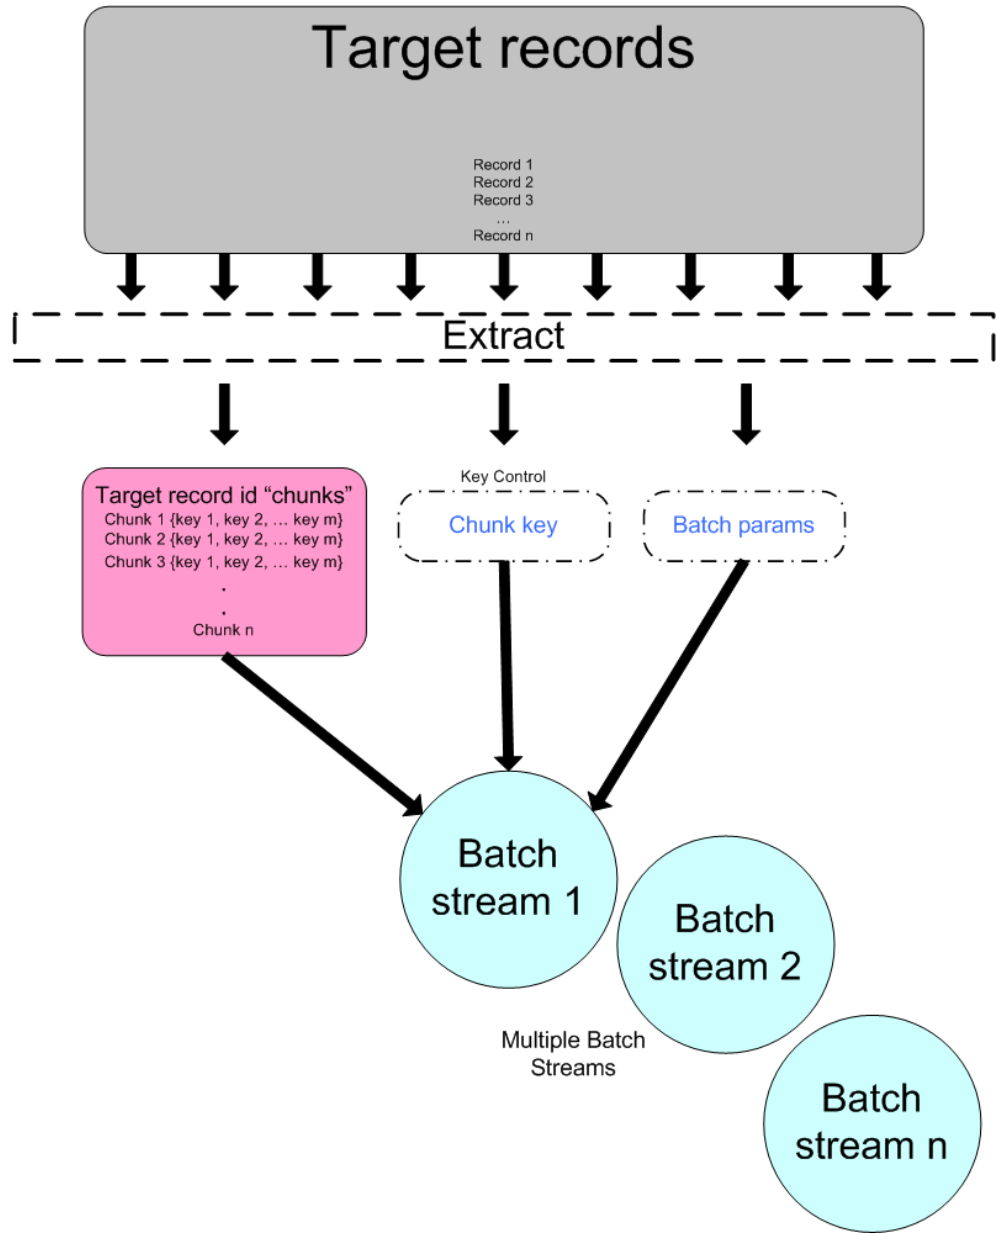 Target records
Record 1
Record 2
Record 3
...
Record n
Extract
Target record id “chunks”
Chunk 1 {key 1, key 2, ... key m}
Chunk 2 {key 1, key 2, ... key m}
Chunk 3 {key 1, key 2, ... key m}
.
.
Chunk n
Key Control
Chunk key
Batch params
Batch
stream 1
Batch
stream 2
Multiple Batch
Streams
Batch
stream n